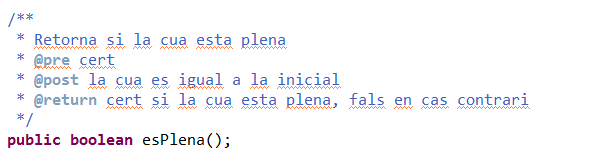 /**
 * Retorna si la cua esta plena
 * @pre cert
 * @post la cua es igual a la inicial
 * @return cert si la cua esta plena, fals en cas contrari
 */
public boolean esPlena();